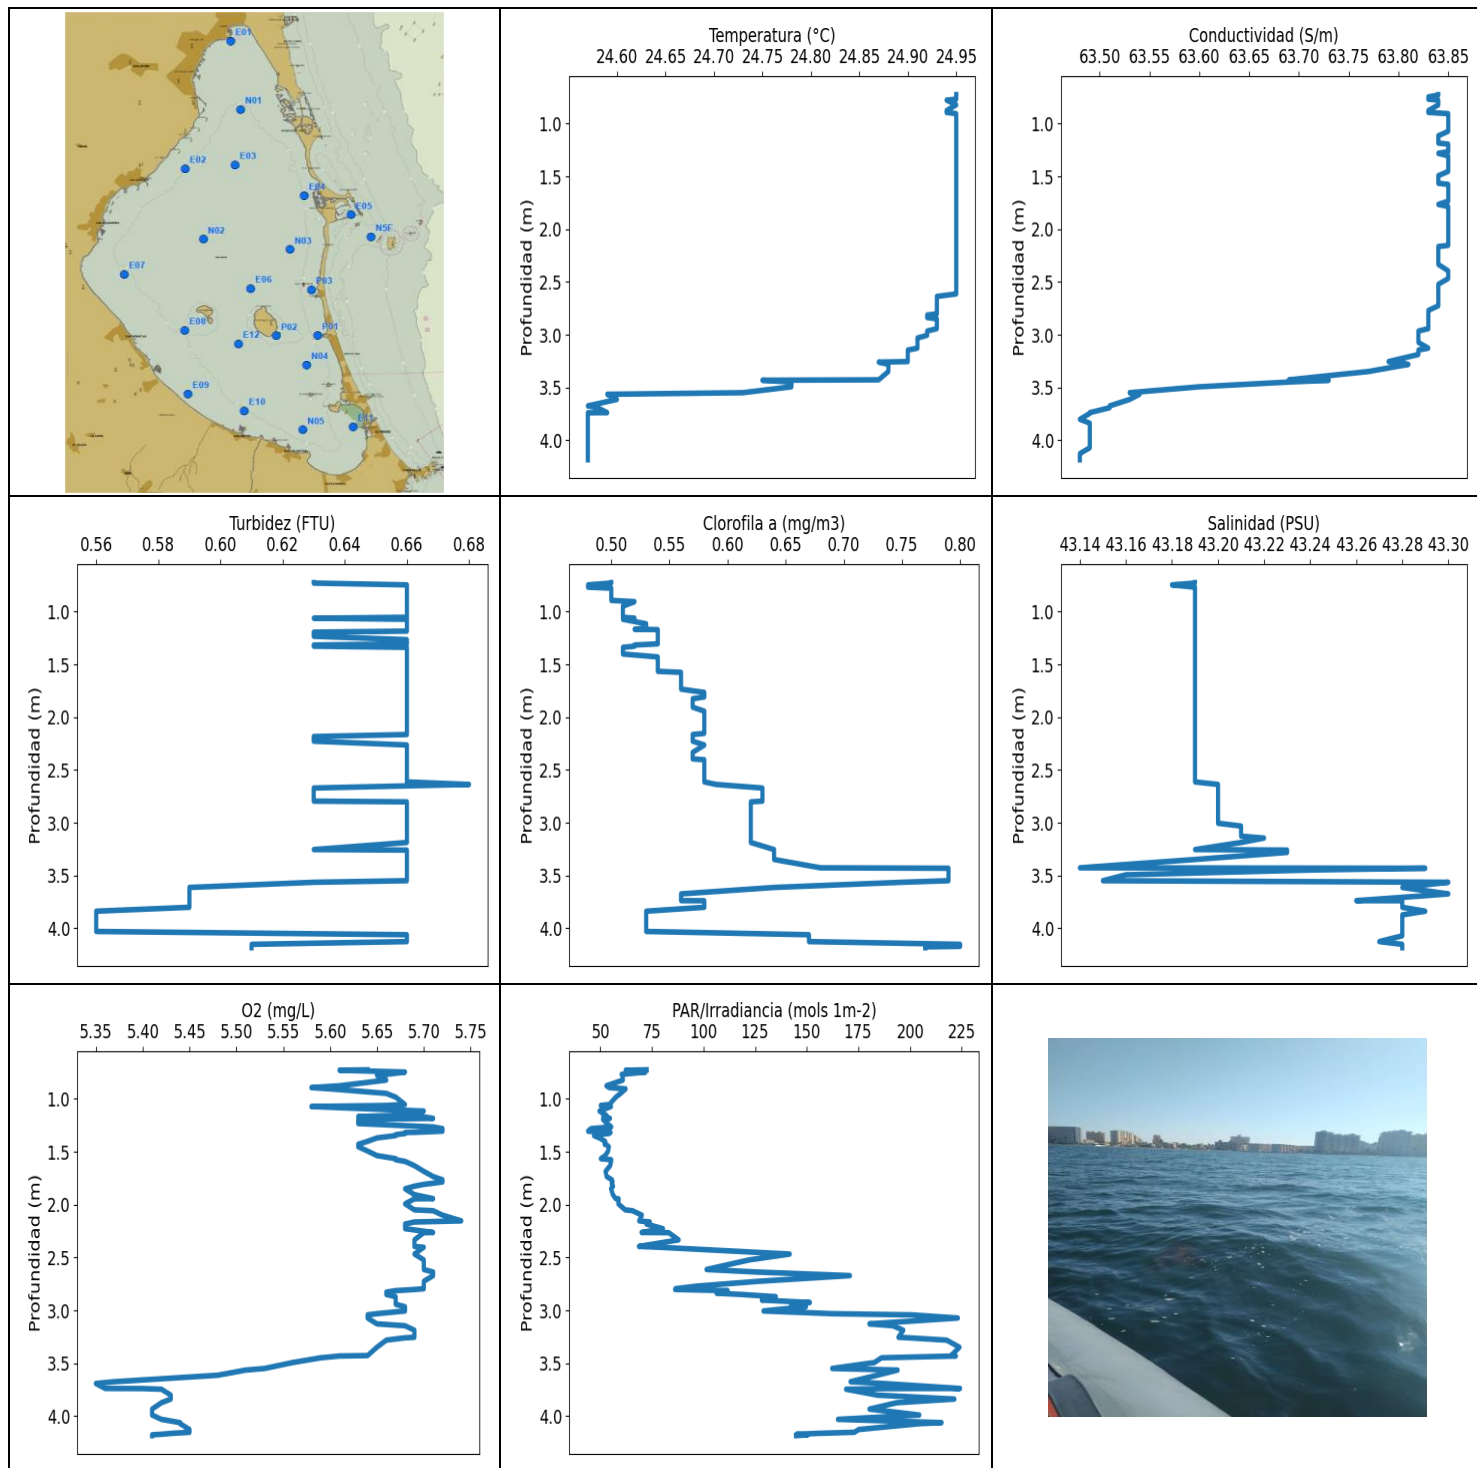 E01
N01
E02
E03
E04
E05
N5F
N02
N03
E07
E06
P03
E08
E12
P02
P01
N04
E09
E10
N05
E11
Temperatura (°C)
24.60 24.65 24.70 24.75 24.80 24.85 24.90 24.95
Profundidad (m)
1.0
1.5
2.0
2.5
3.0
3.5
4.0
Conductividad (S/m)
63.50 63.55 63.60 63.65 63.70 63.75 63.80 63.85
Profundidad (m)
1.0
1.5
2.0
2.5
3.0
3.5
4.0
Turbidez (FTU)
0.56 0.58 0.60 0.62 0.64 0.66 0.68
Profundidad (m)
1.0
1.5
2.0
2.5
3.0
3.5
4.0
Clorofila a (mg/m3)
0.50 0.55 0.60 0.65 0.70 0.75 0.80
Profundidad (m)
1.0
1.5
2.0
2.5
3.0
3.5
4.0
Salinidad (PSU)
43.14 43.16 43.18 43.20 43.22 43.24 43.26 43.28 43.30
Profundidad (m)
1.0
1.5
2.0
2.5
3.0
3.5
4.0
O2 (mg/L)
5.35 5.40 5.45 5.50 5.55 5.60 5.65 5.70 5.75
Profundidad (m)
1.0
1.5
2.0
2.5
3.0
3.5
4.0
PAR/Irradiancia (mols 1m-2)
50 75 100 125 150 175 200 225
Profundidad (m)
1.0
1.5
2.0
2.5
3.0
3.5
4.0